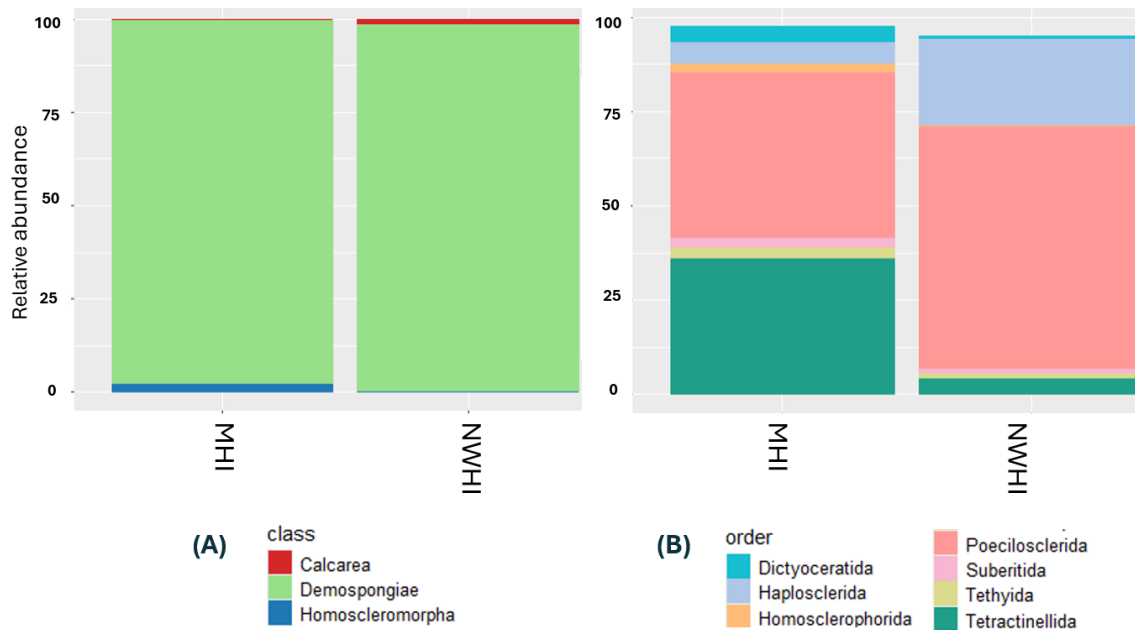 Relative abundance
100
75
50
25
0
MHI
NWHI
(A)
class
Calcarea
Demospongiae
Homoscleromorpha
100
75
50
25
0
MHI
NWHI
(B)
order
Dictyoceratida
Haplosclerida
Homosclerophorida
Poecilosclerida
Suberitida
Tethyida
Tetractinellida